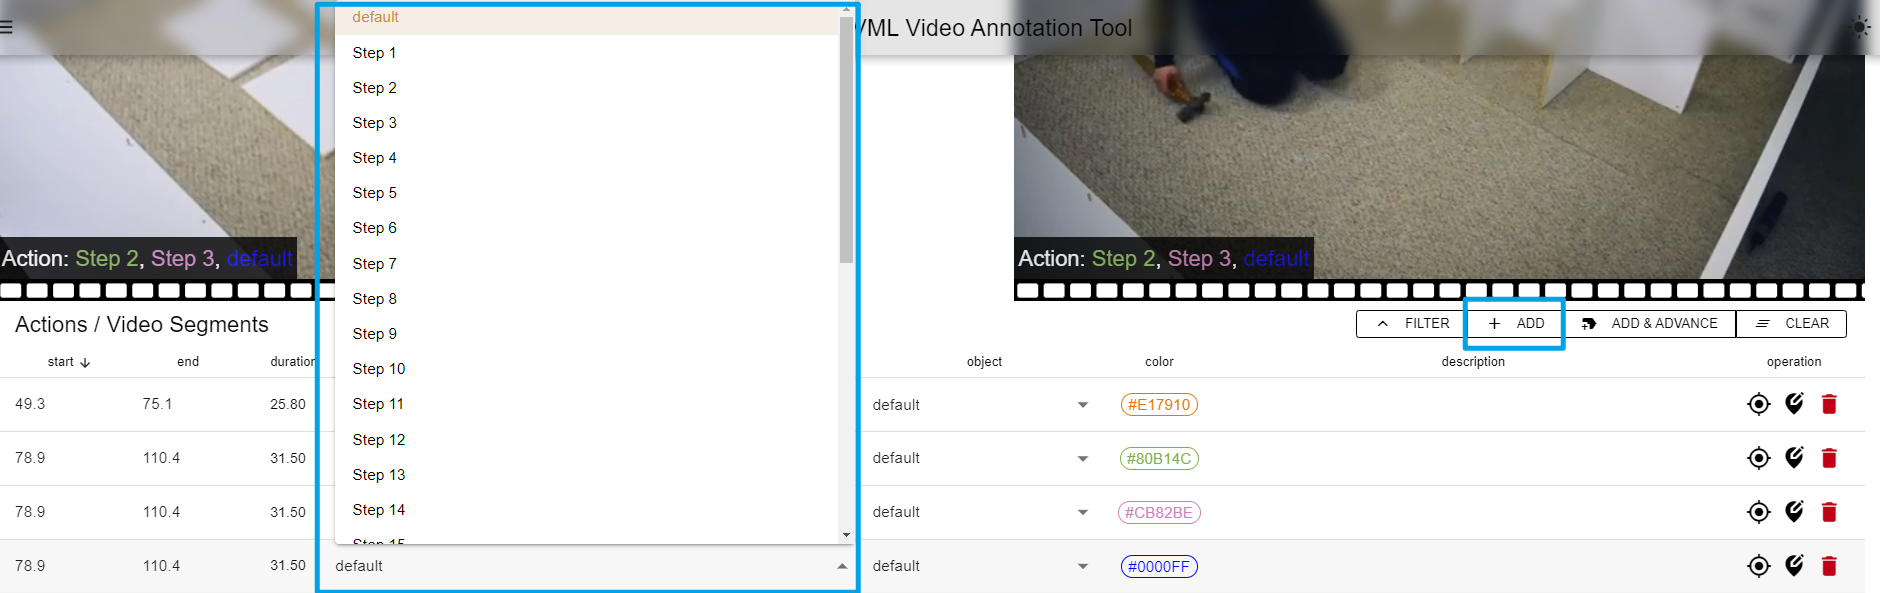 VML Video Annotation Tool
default
Step 1
Step 2
Step 3
Step 4
Step 5
Step 6
Step 7
Step 8
Step 9
Step 10
Step 11
Step 12
Step 13
Step 14
Step 15
Action: Step 2, Step 3, default
Action: Step 2, Step 3, default
Actions / Video Segments
FILTER ADD ADD & ADVANCE CLEAR
start end duration object color description operation
49.3 75.1 25.80 default #E17910
78.9 110.4 31.50 default #80B14C
78.9 110.4 31.50 default #CB82BE
78.9 110.4 31.50 default default #0000FF